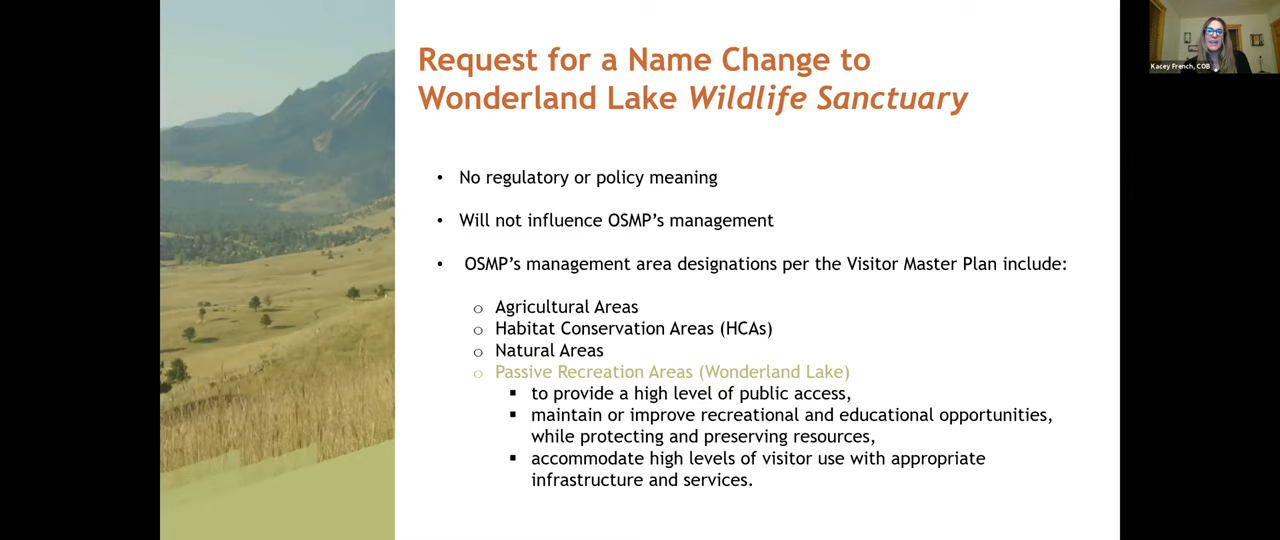 Request for a Name Change to
Wonderland Lake Wildlife Sanctuary
Kacey French, COB
• No regulatory or policy meaning
• Will not influence OSMP's management
• OSMP's management area designations per the Visitor Master Plan include:
o Agricultural Areas
o Habitat Conservation Areas (HCAs)
o Natural Areas
o Passive Recreation Areas (Wonderland Lake)
▪ to provide a high level of public access,
▪ maintain or improve recreational and educational opportunities,
while protecting and preserving resources,
▪ accommodate high levels of visitor use with appropriate
infrastructure and services.